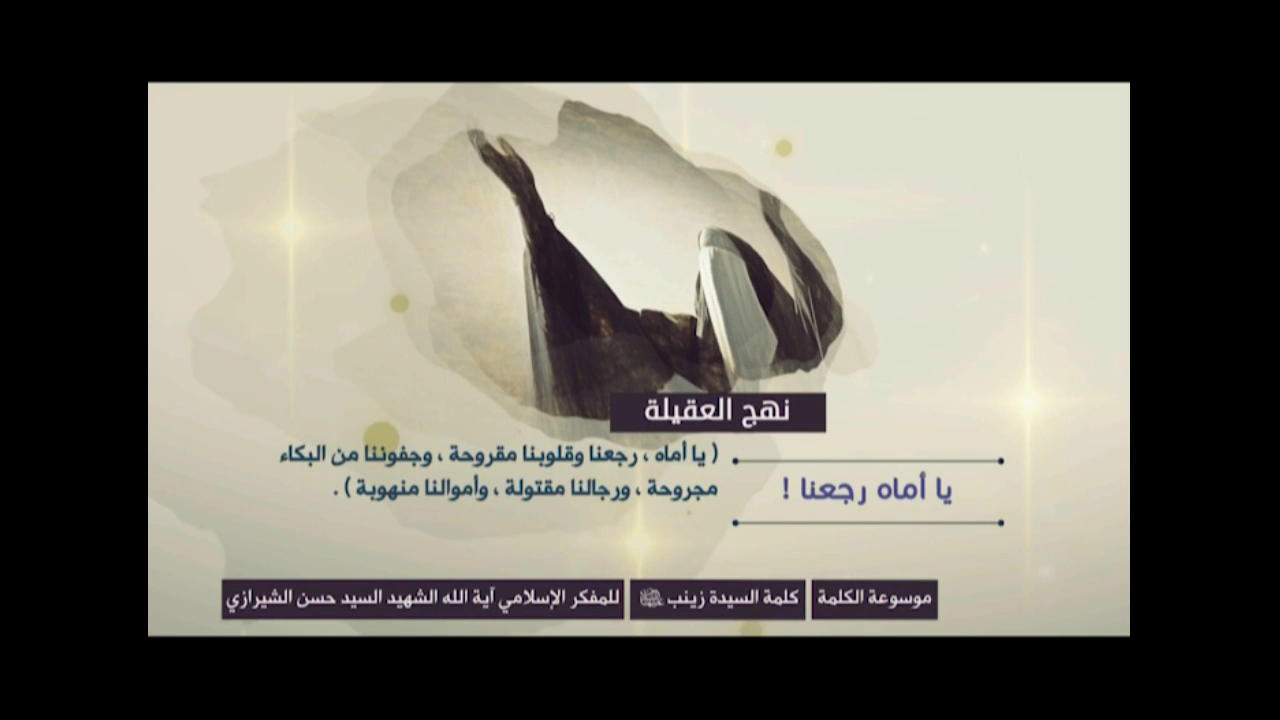 نهج العقيلة
يا أماه رجعنا !
( يا أماه ، رجعنا وقلوبنا مقروحة ، وجفوننا من البكاء
مجروحة ، ورجالنا مقتولة ، وأموالنا منهوبة ) .
موسوعة الكلمة
كلمة السيدة زينب
للمفكر الإسلامي آية الله الشهيد السيد حسن الشيرازي